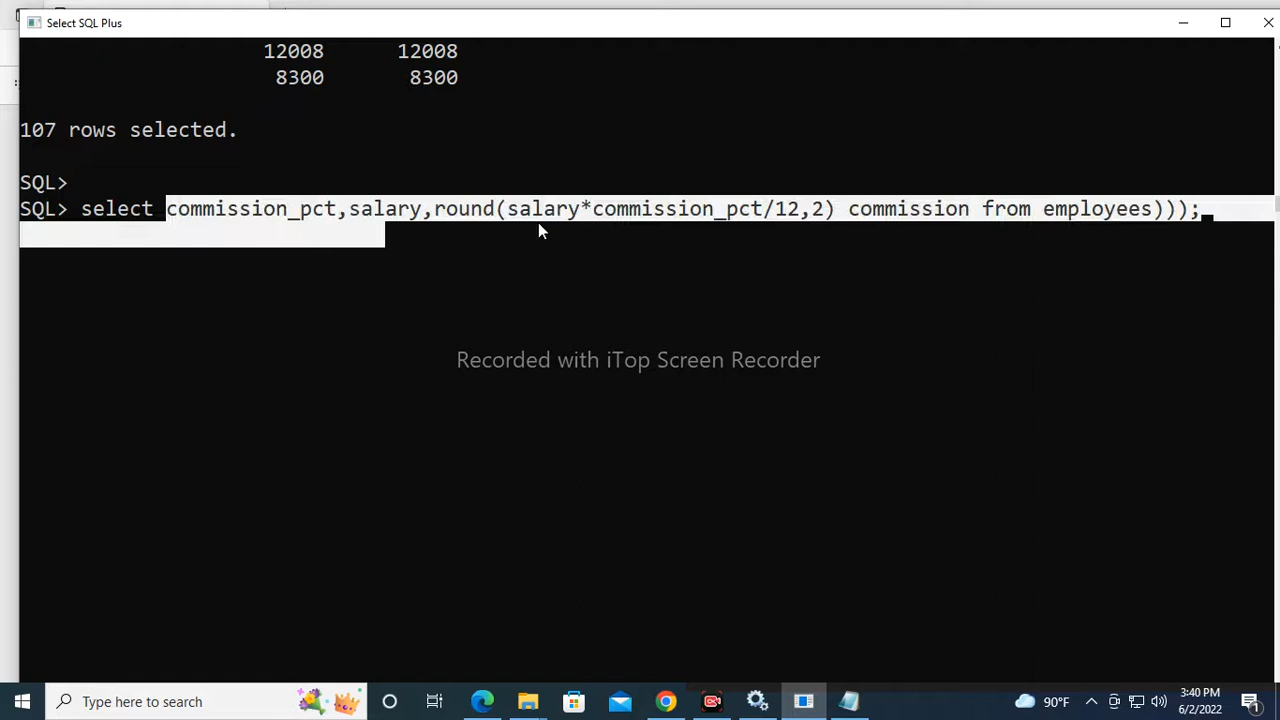 Select SQL Plus
12008 12008
8300 8300
107 rows selected.
SQL>
SQL> select commission_pct,salary,round(salary*commission_pct/12,2) commission from employees)));
Recorded with iTop Screen Recorder
Type here to search
90°F
3:40 PM
6/2/2022
1